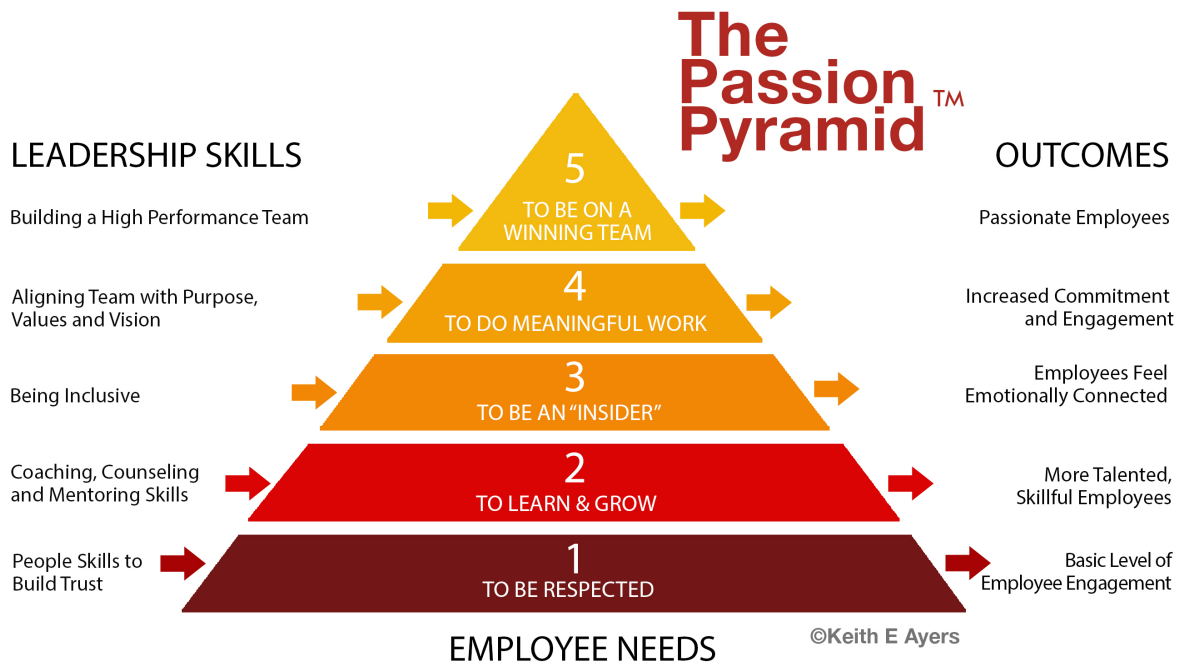 The
Passion
Pyramid ™
LEADERSHIP SKILLS
OUTCOMES
5
TO BE ON A
WINNING TEAM
Building a High Performance Team
Passionate Employees
4
TO DO MEANINGFUL WORK
Aligning Team with Purpose,
Values and Vision
Increased Commitment
and Engagement
3
TO BE AN “INSIDER”
Being Inclusive
Employees Feel
Emotionally Connected
2
TO LEARN & GROW
Coaching, Counseling
and Mentoring Skills
More Talented,
Skillful Employees
1
TO BE RESPECTED
People Skills to
Build Trust
Basic Level of
Employee Engagement
©Keith E Ayers
EMPLOYEE NEEDS